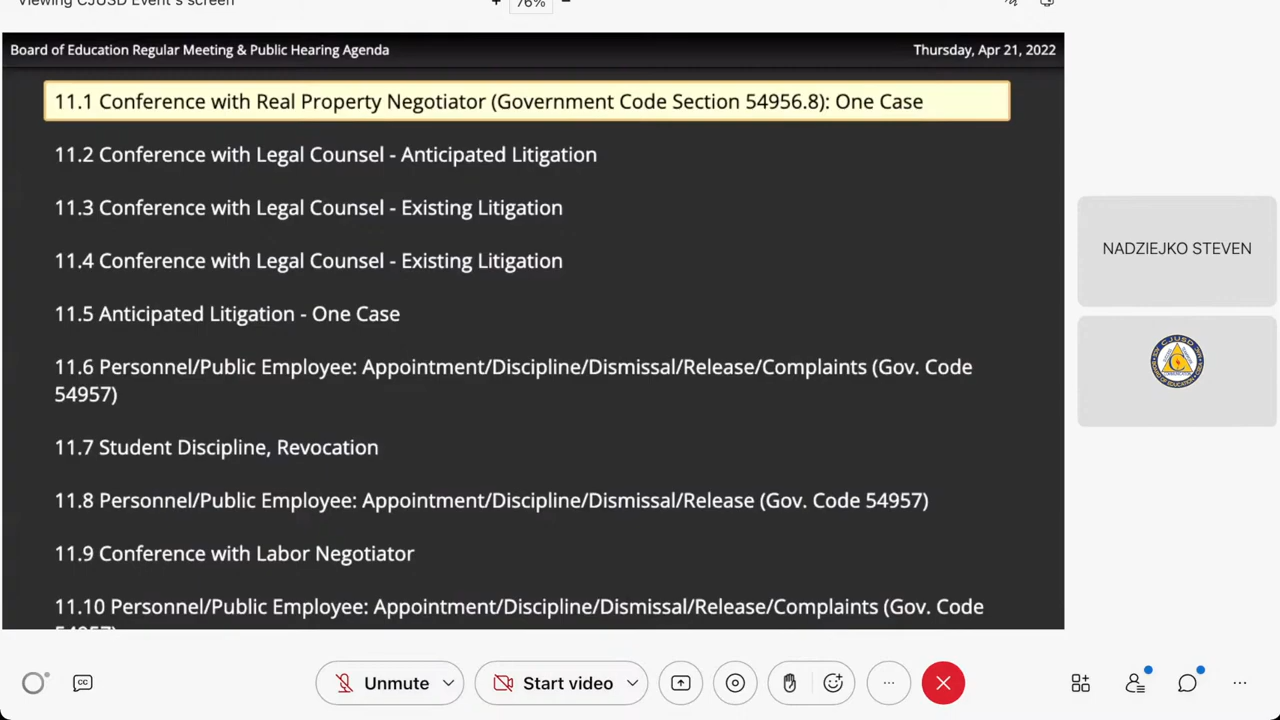 Viewing CJUSD Event's screen
76%
Board of Education Regular Meeting & Public Hearing Agenda
Thursday, Apr 21, 2022
11.1 Conference with Real Property Negotiator (Government Code Section 54956.8): One Case
11.2 Conference with Legal Counsel - Anticipated Litigation
11.3 Conference with Legal Counsel - Existing Litigation
11.4 Conference with Legal Counsel - Existing Litigation
11.5 Anticipated Litigation - One Case
11.6 Personnel/Public Employee: Appointment/Discipline/Dismissal/Release/Complaints (Gov. Code
54957)
11.7 Student Discipline, Revocation
11.8 Personnel/Public Employee: Appointment/Discipline/Dismissal/Release (Gov. Code 54957)
11.9 Conference with Labor Negotiator
11.10 Personnel/Public Employee: Appointment/Discipline/Dismissal/Release/Complaints (Gov. Code
54957)
NADZIEJKO STEVEN
CJUSD
CC
Unmute
Start video